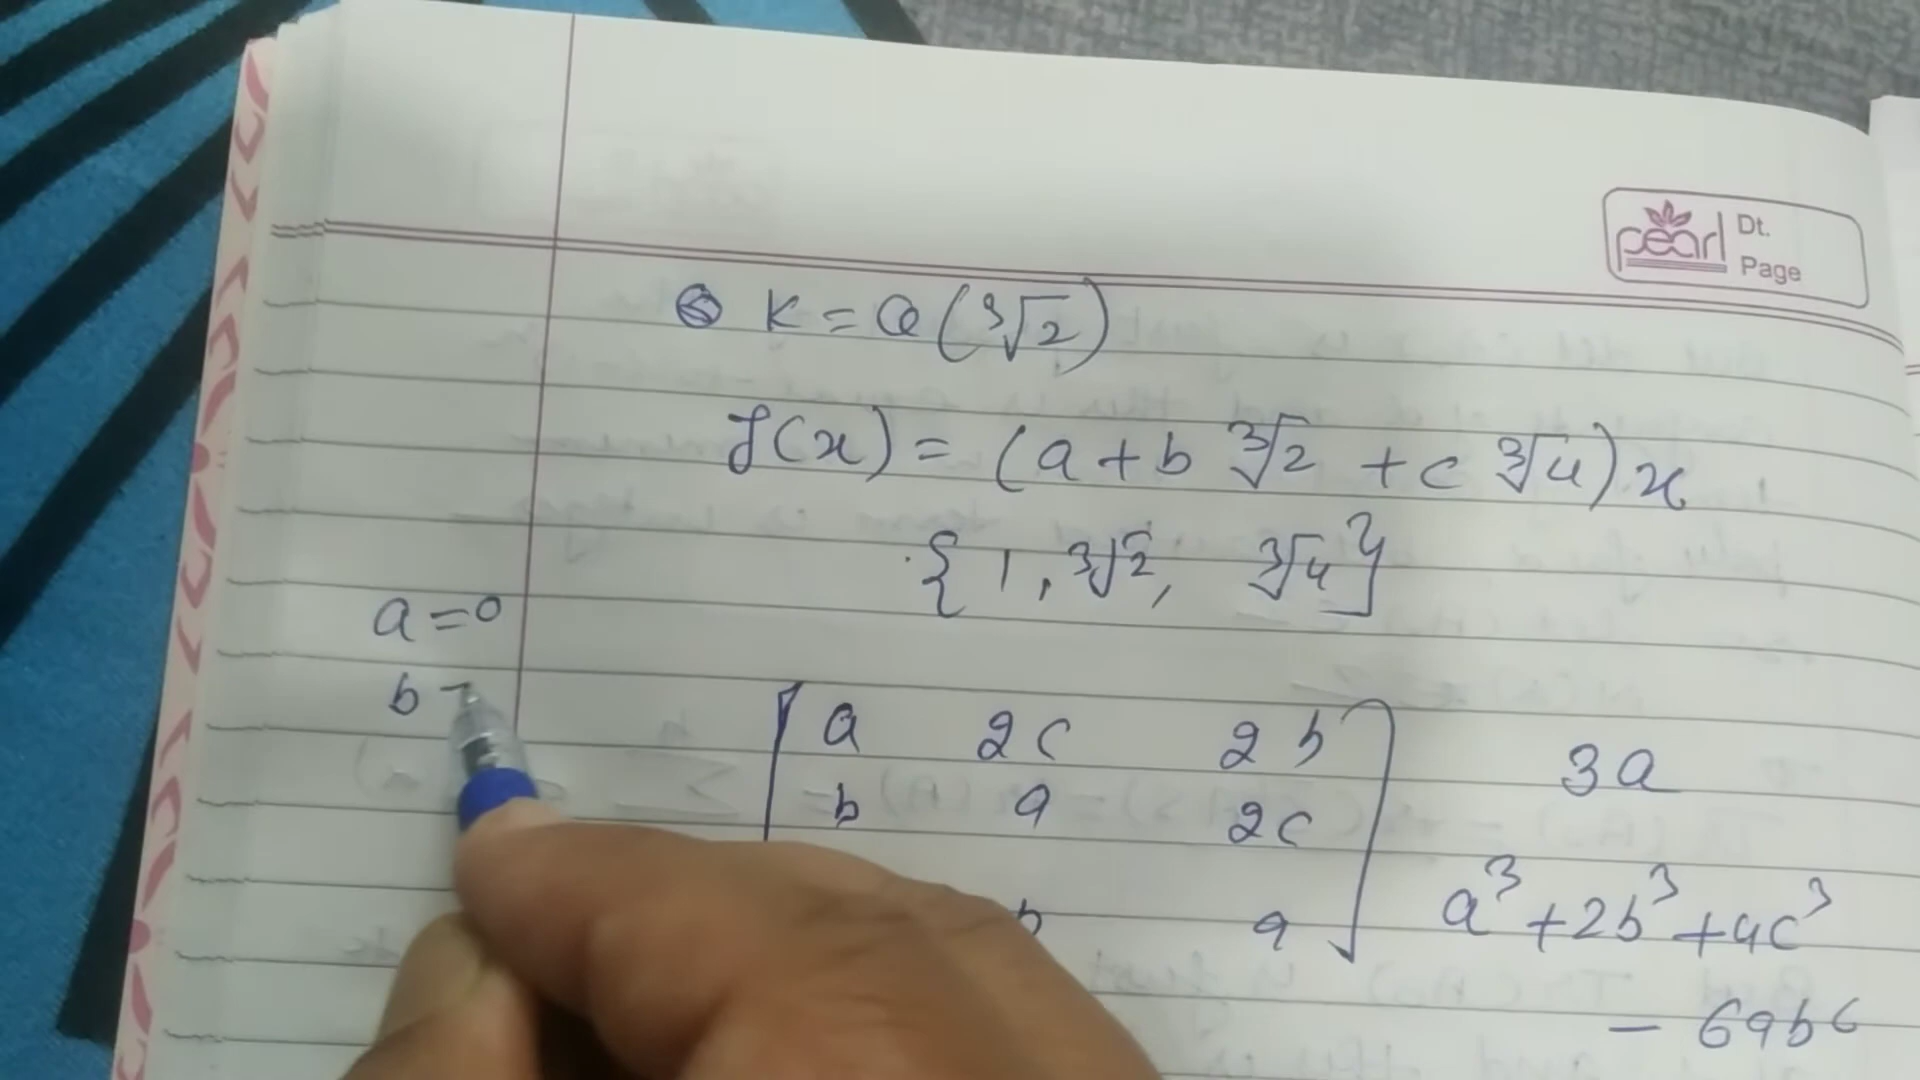 pearl Dt.
Page
K = Q(∛2)
f(x) = (a + b ∛2 + c ∛4)x
{1, ∛2, ∛4}
a = 0
b =
a 2c 2b
b a 2c
b a
3a
a³ + 2b³ + 4c³
- 6abc